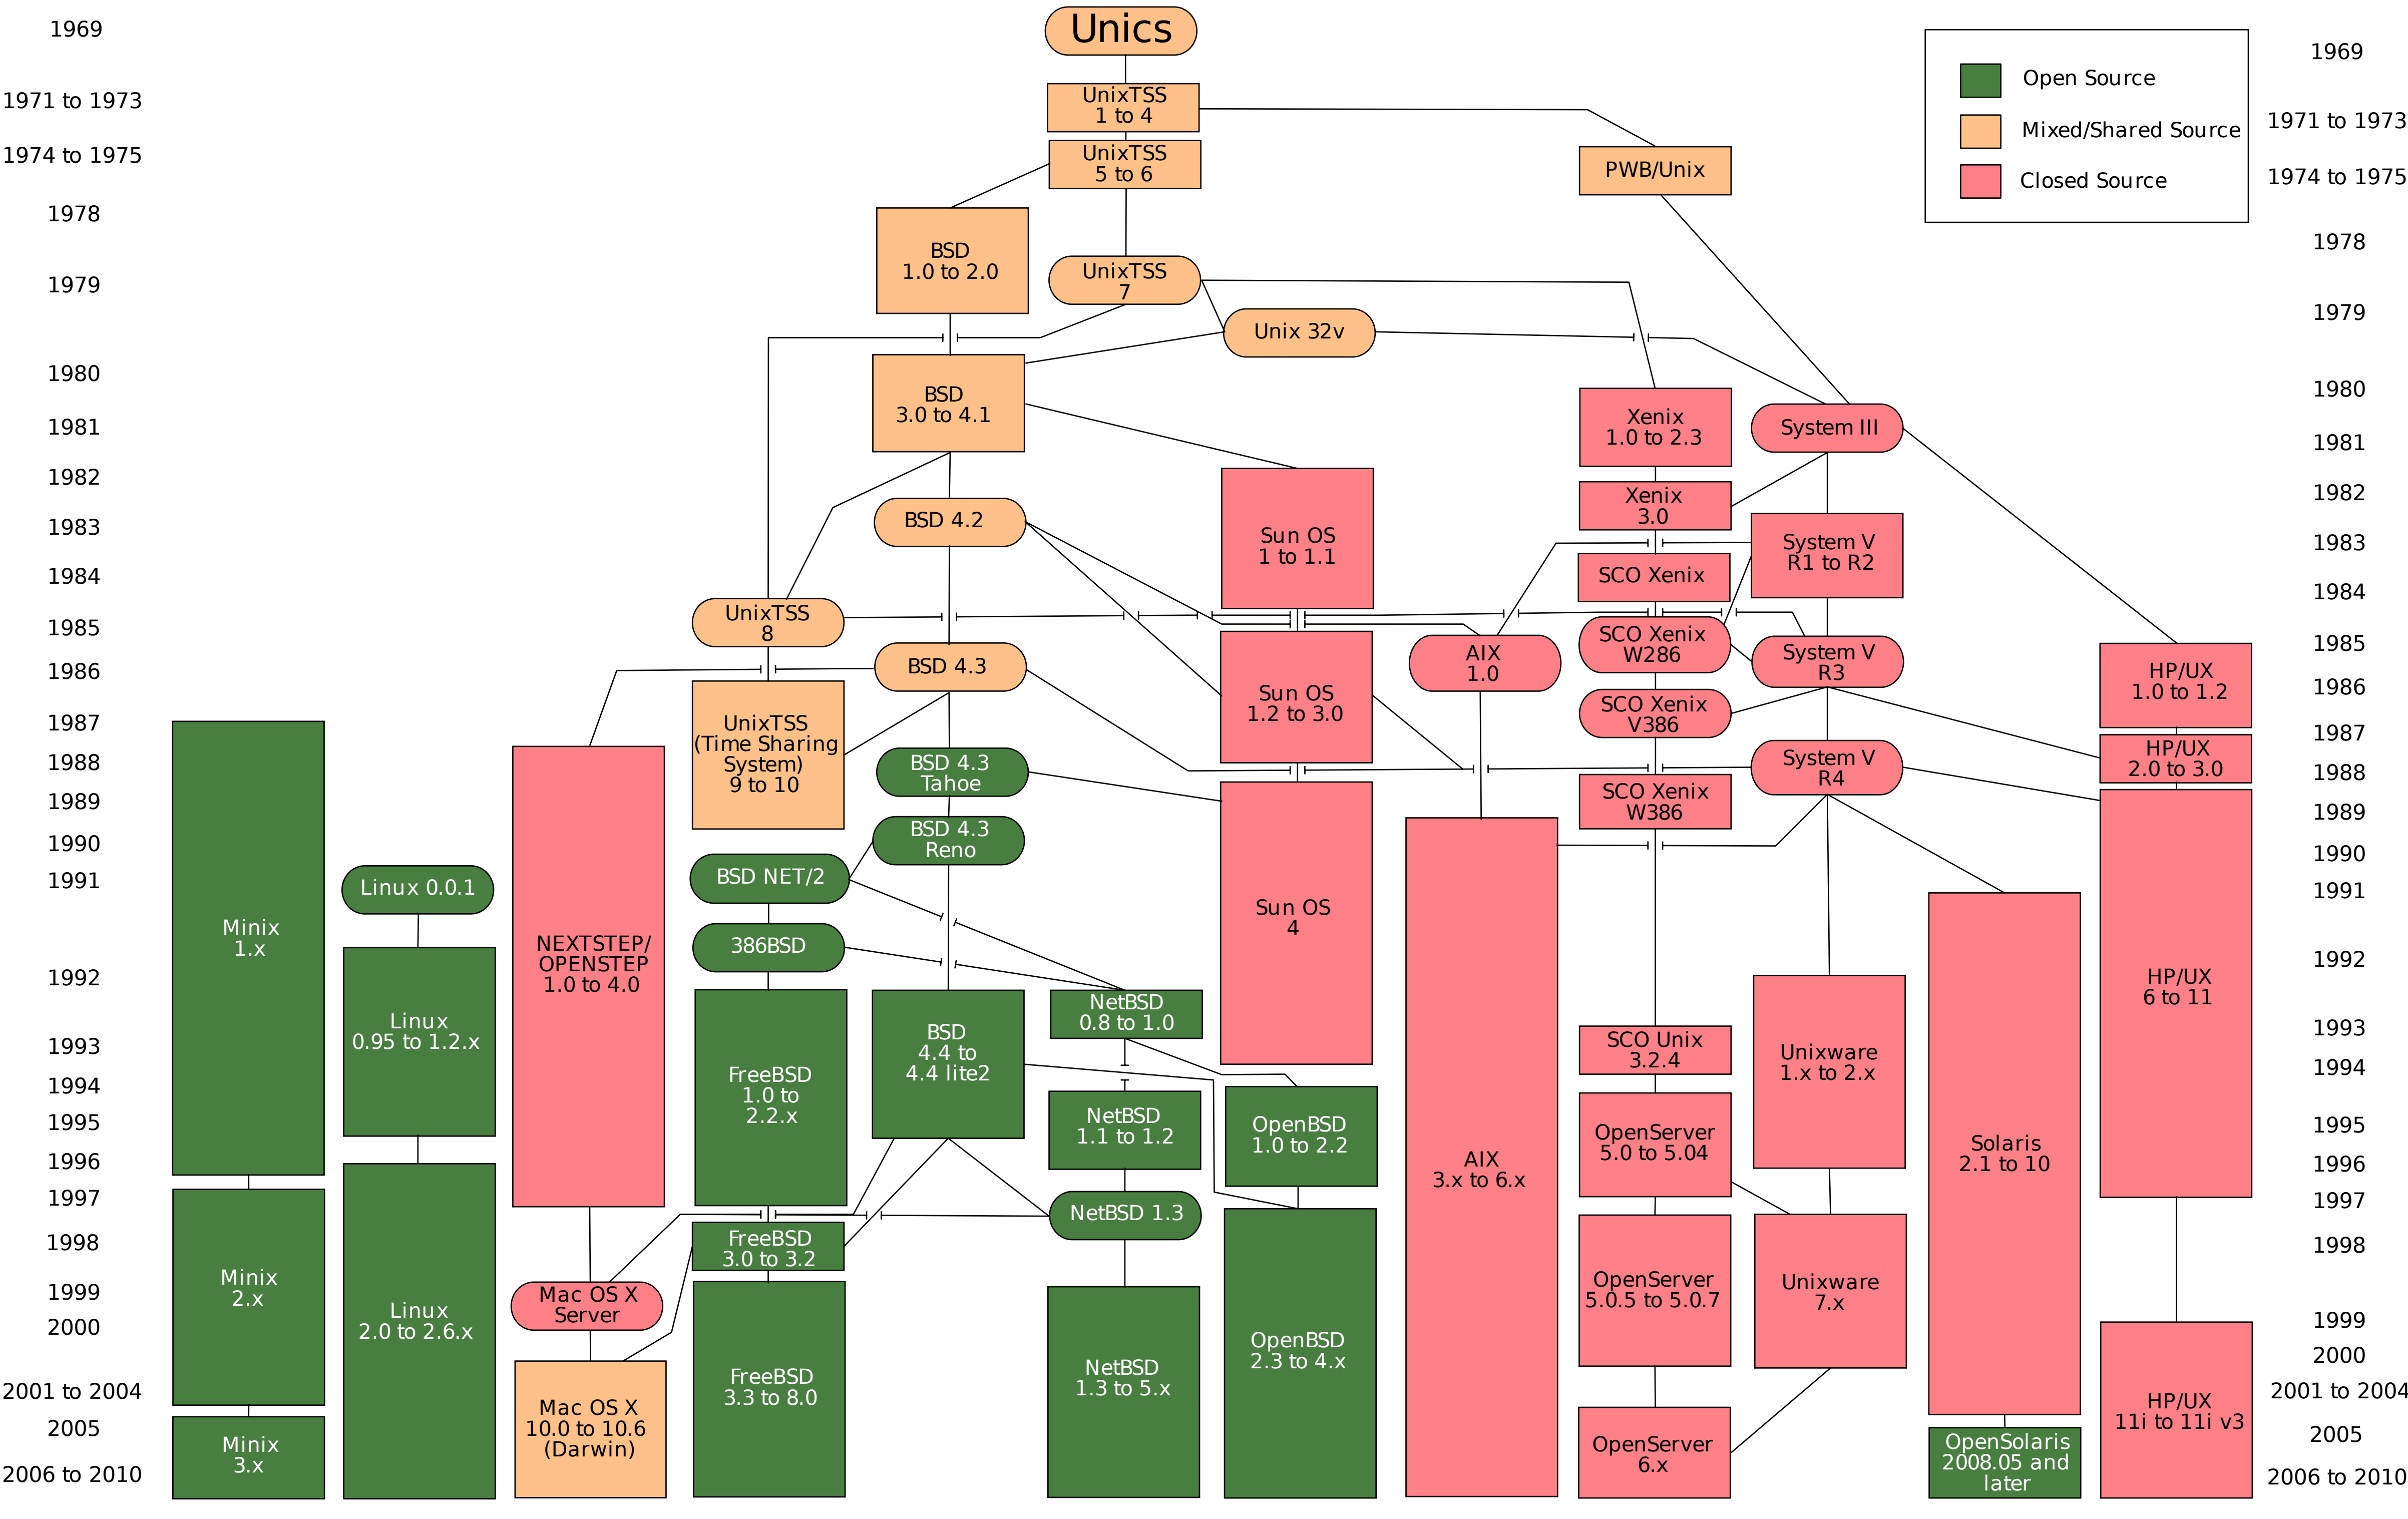 Unics
1969
1971 to 1973
1974 to 1975
1978
1979
1980
1981
1982
1983
1984
1985
1986
1987
1988
1989
1990
1991
1992
1993
1994
1995
1996
1997
1998
1999
2000
2001 to 2004
2005
2006 to 2010
Open Source
Mixed/Shared Source
Closed Source
1969
1971 to 1973
1974 to 1975
1978
1979
1980
1981
1982
1983
1984
1985
1986
1987
1988
1989
1990
1991
1992
1993
1994
1995
1996
1997
1998
1999
2000
2001 to 2004
2005
2006 to 2010
UnixTSS
1 to 4
UnixTSS
5 to 6
PWB/Unix
BSD
1.0 to 2.0
UnixTSS
7
Unix 32v
BSD
3.0 to 4.1
Xenix
1.0 to 2.3
System III
Xenix
3.0
BSD 4.2
Sun OS
1 to 1.1
System V
R1 to R2
SCO Xenix
UnixTSS
8
SCO Xenix
W286
BSD 4.3
AIX
1.0
System V
R3
HP/UX
1.0 to 1.2
Sun OS
1.2 to 3.0
SCO Xenix
V386
UnixTSS
(Time Sharing
System)
9 to 10
BSD 4.3
Tahoe
System V
R4
HP/UX
2.0 to 3.0
SCO Xenix
W386
BSD 4.3
Reno
BSD NET/2
Linux 0.0.1
Minix
1.x
386BSD
NEXTSTEP/
OPENSTEP
1.0 to 4.0
Sun OS
4
HP/UX
6 to 11
Linux
0.95 to 1.2.x
FreeBSD
1.0 to
2.2.x
BSD
4.4 to
4.4 lite2
NetBSD
0.8 to 1.0
SCO Unix
3.2.4
Unixware
1.x to 2.x
NetBSD
1.1 to 1.2
OpenBSD
1.0 to 2.2
AIX
3.x to 6.x
OpenServer
5.0 to 5.04
Solaris
2.1 to 10
NetBSD 1.3
FreeBSD
3.0 to 3.2
Minix
2.x
Linux
2.0 to 2.6.x
Mac OS X
Server
OpenServer
5.0.5 to 5.0.7
Unixware
7.x
Mac OS X
10.0 to 10.6
(Darwin)
FreeBSD
3.3 to 8.0
NetBSD
1.3 to 5.x
OpenBSD
2.3 to 4.x
HP/UX
11i to 11i v3
Minix
3.x
OpenServer
6.x
OpenSolaris
2008.05 and
later